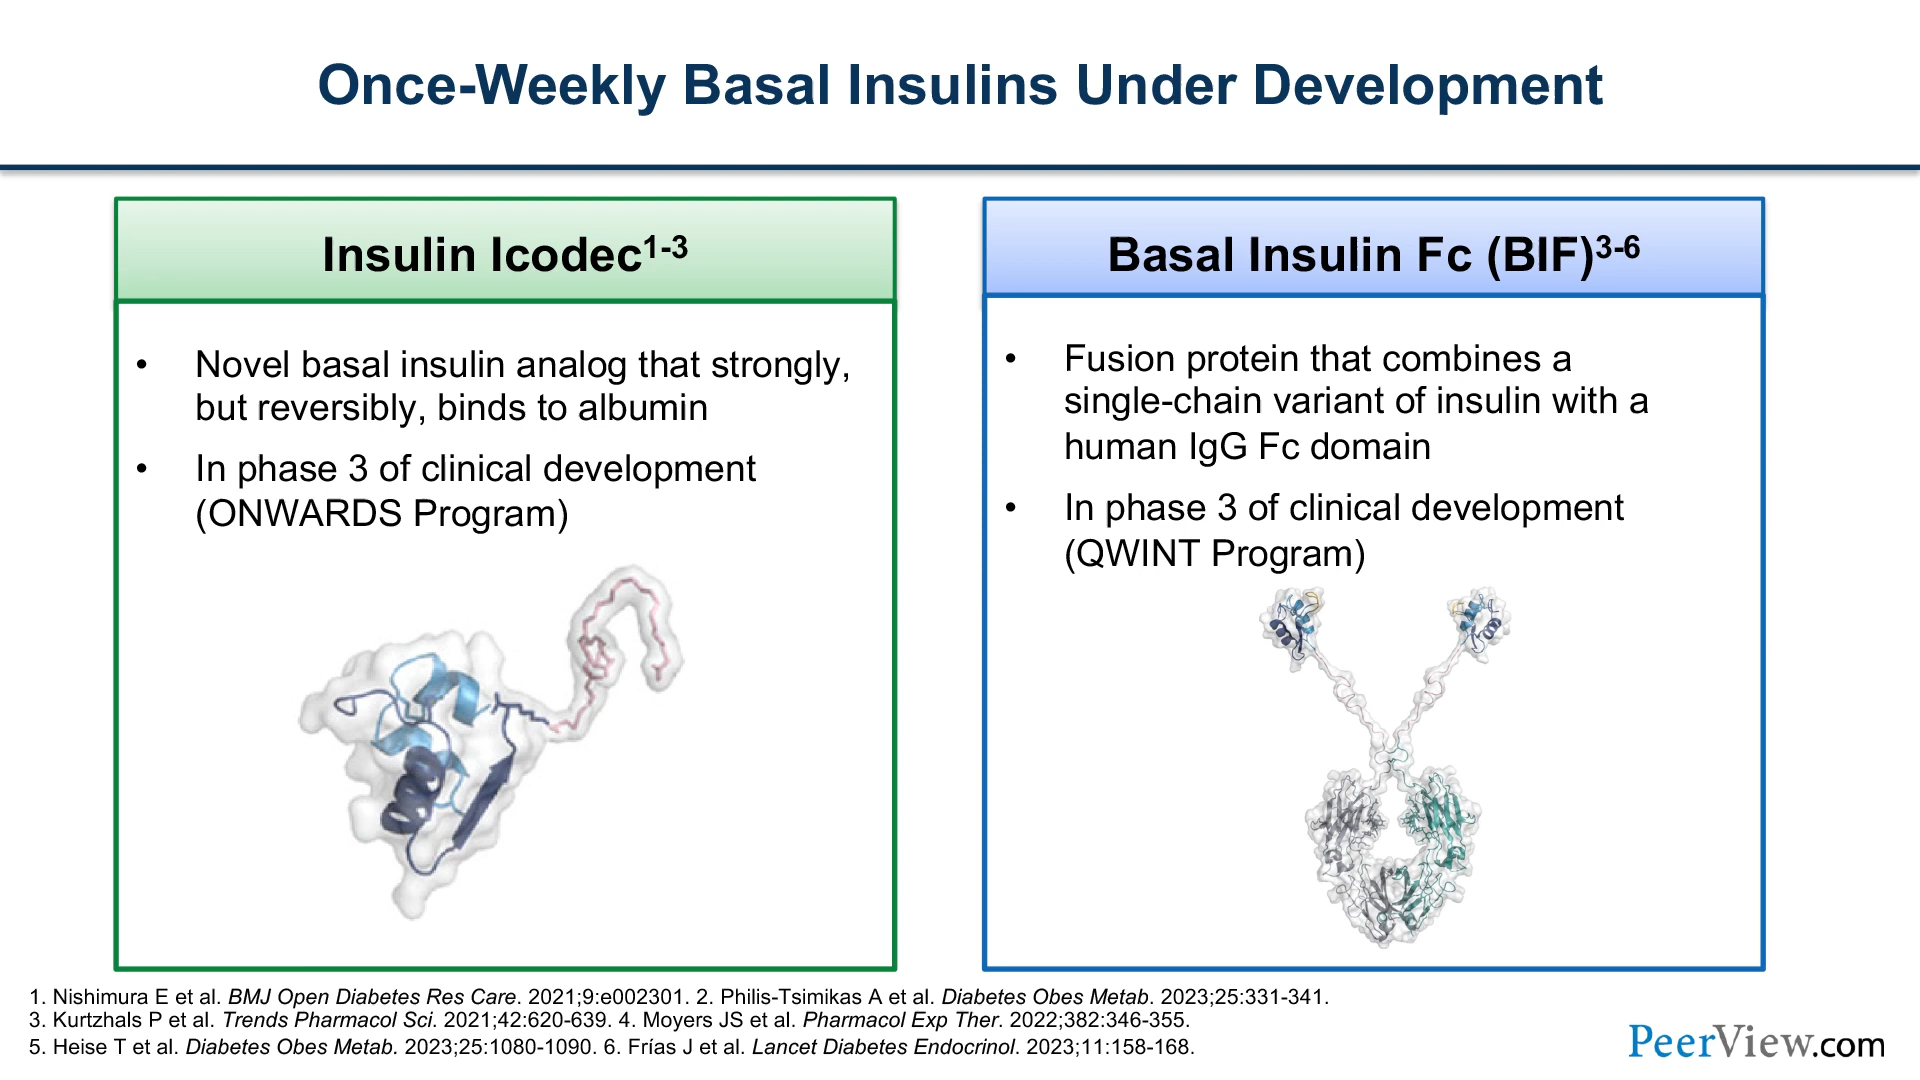 Once-Weekly Basal Insulins Under Development
Insulin Icodec1-3
• Novel basal insulin analog that strongly,
but reversibly, binds to albumin
• In phase 3 of clinical development
(ONWARDS Program)
Basal Insulin Fc (BIF)3-6
• Fusion protein that combines a
single-chain variant of insulin with a
human IgG Fc domain
• In phase 3 of clinical development
(QWINT Program)
1. Nishimura E et al. BMJ Open Diabetes Res Care. 2021;9:e002301. 2. Philis-Tsimikas A et al. Diabetes Obes Metab. 2023;25:331-341.
3. Kurtzhals P et al. Trends Pharmacol Sci. 2021;42:620-639. 4. Moyers JS et al. Pharmacol Exp Ther. 2022;382:346-355.
5. Heise T et al. Diabetes Obes Metab. 2023;25:1080-1090. 6. Frías J et al. Lancet Diabetes Endocrinol. 2023;11:158-168.
PeerView.com